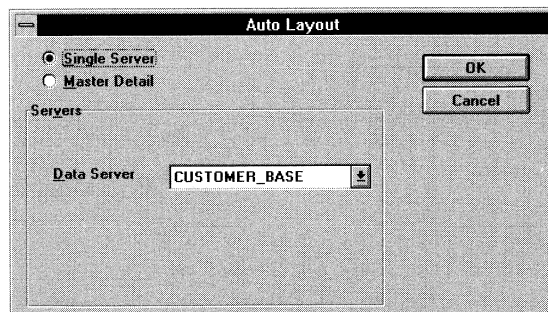 Auto Layout
Single Server
Master Detail
OK
Cancel
Servers
Data Server
CUSTOMER_BASE